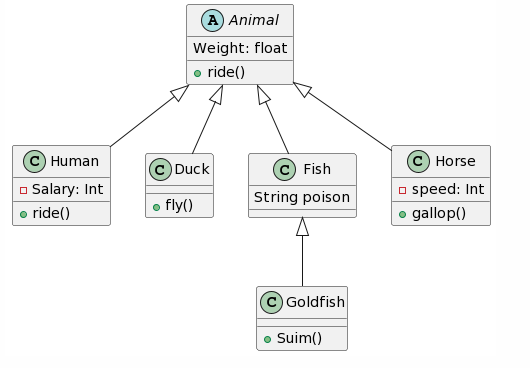 A Animal
Weight: float
ride()
C Human
Salary: Int
ride()
C Duck
fly()
C Fish
String poison
C Horse
speed: Int
gallop()
C Goldfish
Suim()